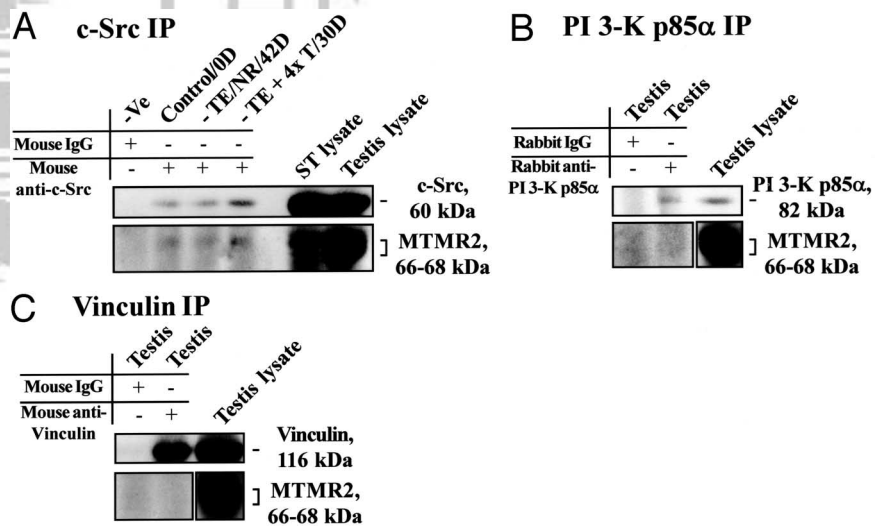 A
c-Src IP
-Ve
Control/0D
-TE/NR/42D
-TE + 4x T/30D
ST lysate
Testis lysate
Mouse IgG + - - -
Mouse anti-c-Src - + + +
c-Src, 60 kDa
MTMR2, 66-68 kDa
B
PI 3-K p85α IP
Testis
Testis
Testis lysate
Rabbit IgG + -
Rabbit anti-PI 3-K p85α - +
PI 3-K p85α, 82 kDa
MTMR2, 66-68 kDa
C
Vinculin IP
Testis
Testis
Testis lysate
Mouse IgG + -
Mouse anti-Vinculin - +
Vinculin, 116 kDa
MTMR2, 66-68 kDa